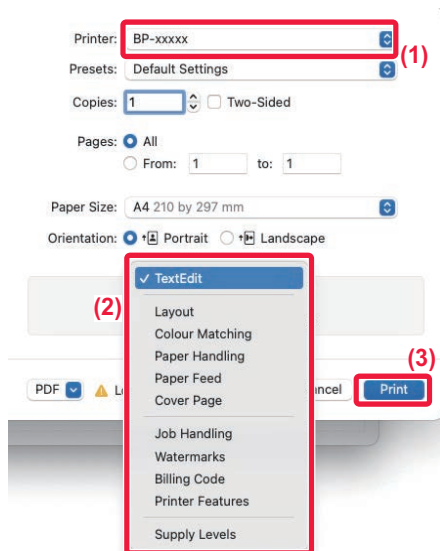 Printer: BP-xxxxx
(1)
Presets: Default Settings
Copies: 1 Two-Sided
Pages: All
From: 1 to: 1
Paper Size: A4 210 by 297 mm
Orientation: Portrait Landscape
✓ TextEdit
(2)
Layout
Colour Matching
Paper Handling
Paper Feed
Cover Page
(3)
PDF Print
Job Handling
Watermarks
Billing Code
Printer Features
Supply Levels